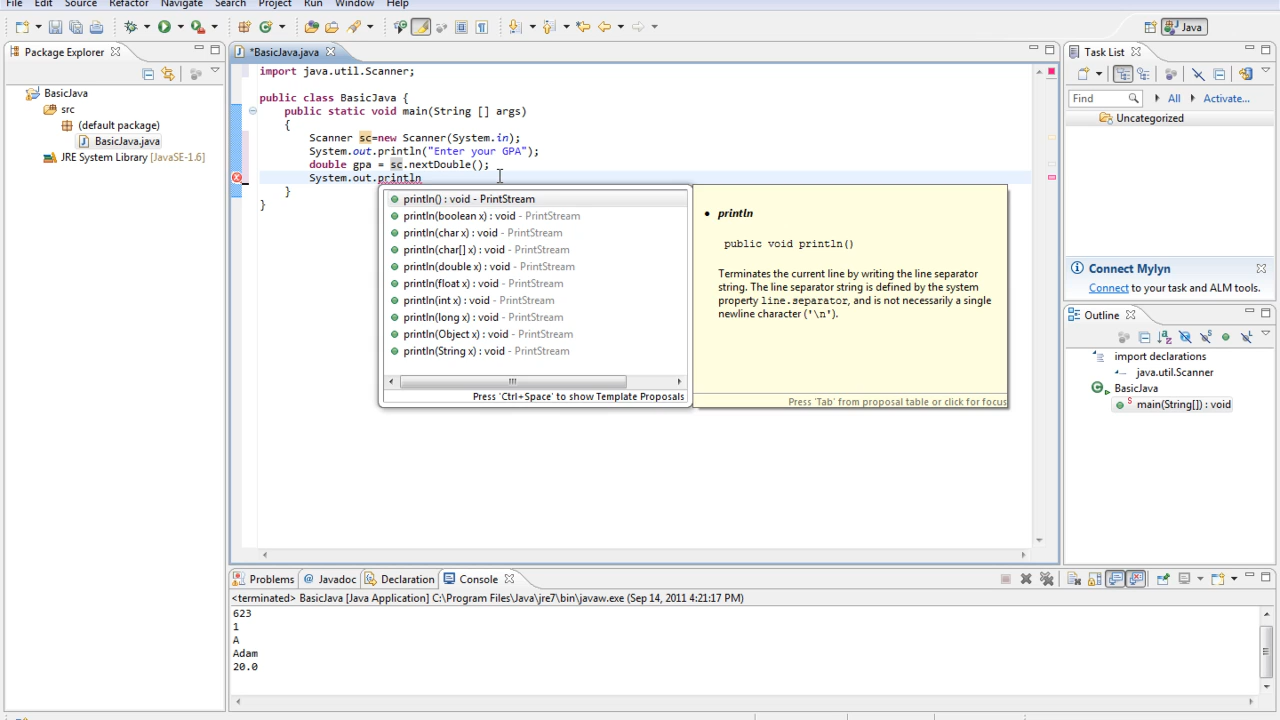 File Edit Source Refactor Navigate Search Project Run Window Help
Java
Package Explorer
BasicJava
src
(default package)
BasicJava.java
JRE System Library [JavaSE-1.6]
*BasicJava.java
import java.util.Scanner;
public class BasicJava {
public static void main(String [] args)
{
Scanner sc=new Scanner(System.in);
System.out.println("Enter your GPA");
double gpa = sc.nextDouble();
System.out.println
}
}
println() : void - PrintStream
println(boolean x) : void - PrintStream
println(char x) : void - PrintStream
println(char[] x) : void - PrintStream
println(double x) : void - PrintStream
println(float x) : void - PrintStream
println(int x) : void - PrintStream
println(long x) : void - PrintStream
println(Object x) : void - PrintStream
println(String x) : void - PrintStream
Press 'Ctrl+Space' to show Template Proposals
println
public void println()
Terminates the current line by writing the line separator
string. The line separator string is defined by the system
property line.separator, and is not necessarily a single
newline character ('\n').
Press 'Tab' from proposal table or click for focus
Task List
Find All Activate...
Uncategorized
Connect Mylyn
Connect to your task and ALM tools.
Outline
import declarations
java.util.Scanner
BasicJava
main(String[]) : void
Problems @ Javadoc Declaration Console
<terminated> BasicJava [Java Application] C:\Program Files\Java\jre7\bin\javaw.exe (Sep 14, 2011 4:21:17 PM)
623
1
A
Adam
20.0